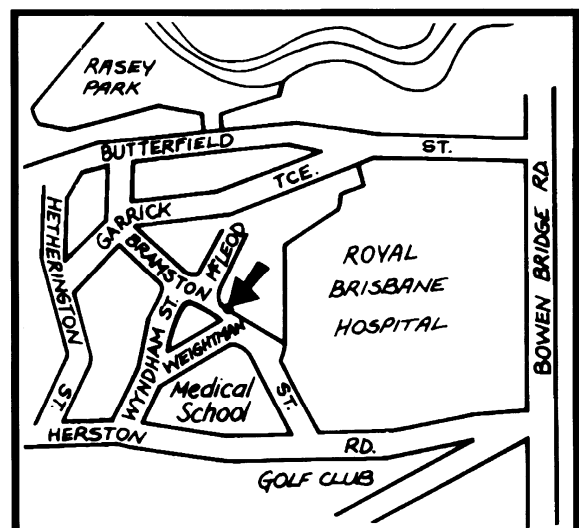 RASEY
PARK
BUTTERFIELD
ST.
TCE.
GARRICK
HETHERINGTON
ST.
BRAMSTON
McLEOD
WYNDHAM ST.
WEIGHTMAN
ST.
ROYAL
BRISBANE
HOSPITAL
BOWEN BRIDGE RD.
Medical
School
HERSTON
RD.
GOLF CLUB